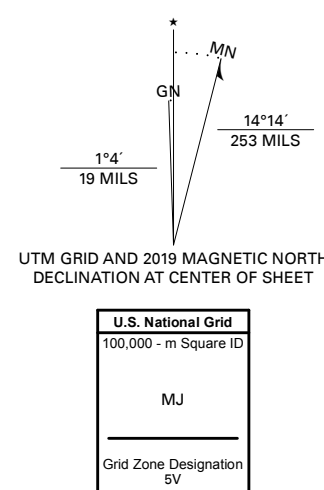 ★
MN
GN
14°14´
253 MILS
1°4´
19 MILS
UTM GRID AND 2019 MAGNETIC NORTH
DECLINATION AT CENTER OF SHEET
U.S. National Grid
100,000 - m Square ID
MJ
Grid Zone Designation
5V